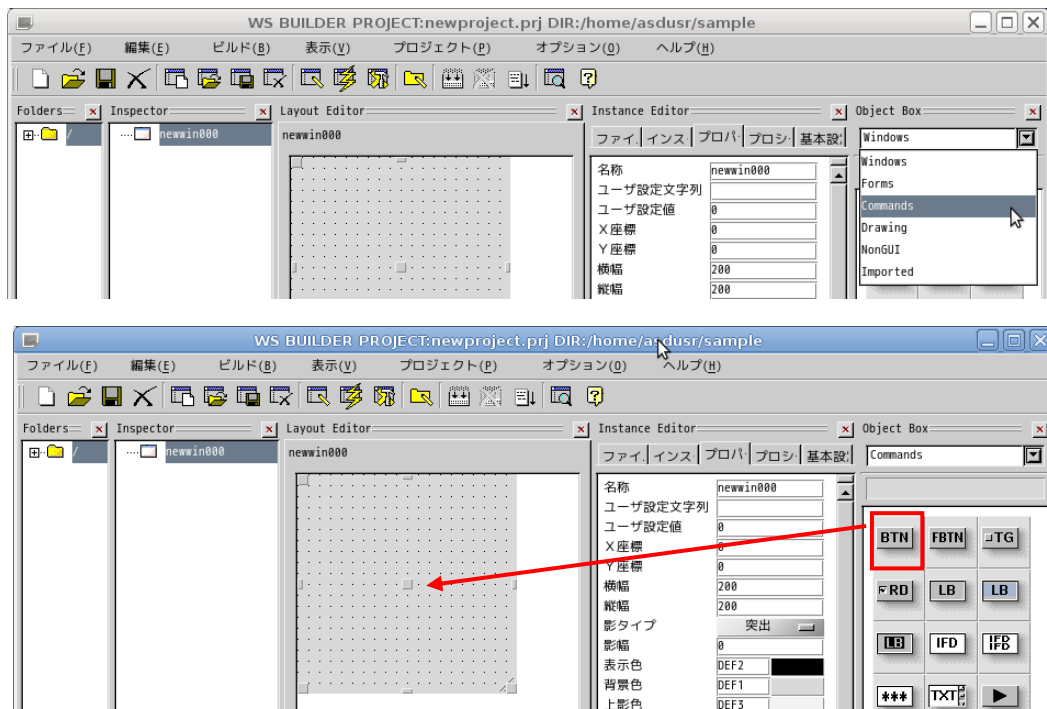 WS BUILDER PROJECT:newproject.prj DIR:/home/asdusr/sample
ファイル(F) 編集(E) ビルド(B) 表示(V) プロジェクト(P) オプション(O) ヘルプ(H)
Folders Inspector Layout Editor Instance Editor Object Box
/ newwin000 newwin000 ファイ. インス プロパ プロシ 基本設 Windows
Windows
名称 newwin000
Forms
ユーザ設定文字列
ユーザ設定値 0
Commands
X座標 0
Drawing
Y座標 0
NonGUI
横幅 200
Imported
縦幅 200
WS BUILDER PROJECT:newproject.prj DIR:/home/asdusr/sample
ファイル(F) 編集(E) ビルド(B) 表示(V) プロジェクト(P) オプション(O) ヘルプ(H)
Folders Inspector Layout Editor Instance Editor Object Box
/ newwin000 newwin000 ファイ. インス プロパ プロシ 基本設 Commands
名称 newwin000
ユーザ設定文字列
ユーザ設定値 0
X座標 0
Y座標 0
横幅 200
縦幅 200
影タイプ 突出
影幅 0
表示色 DEF2
背景色 DEF1
上影色 DEF3
BTN FBTN TG
RD LB LB
LB IFD IFD IFD
*** TXT